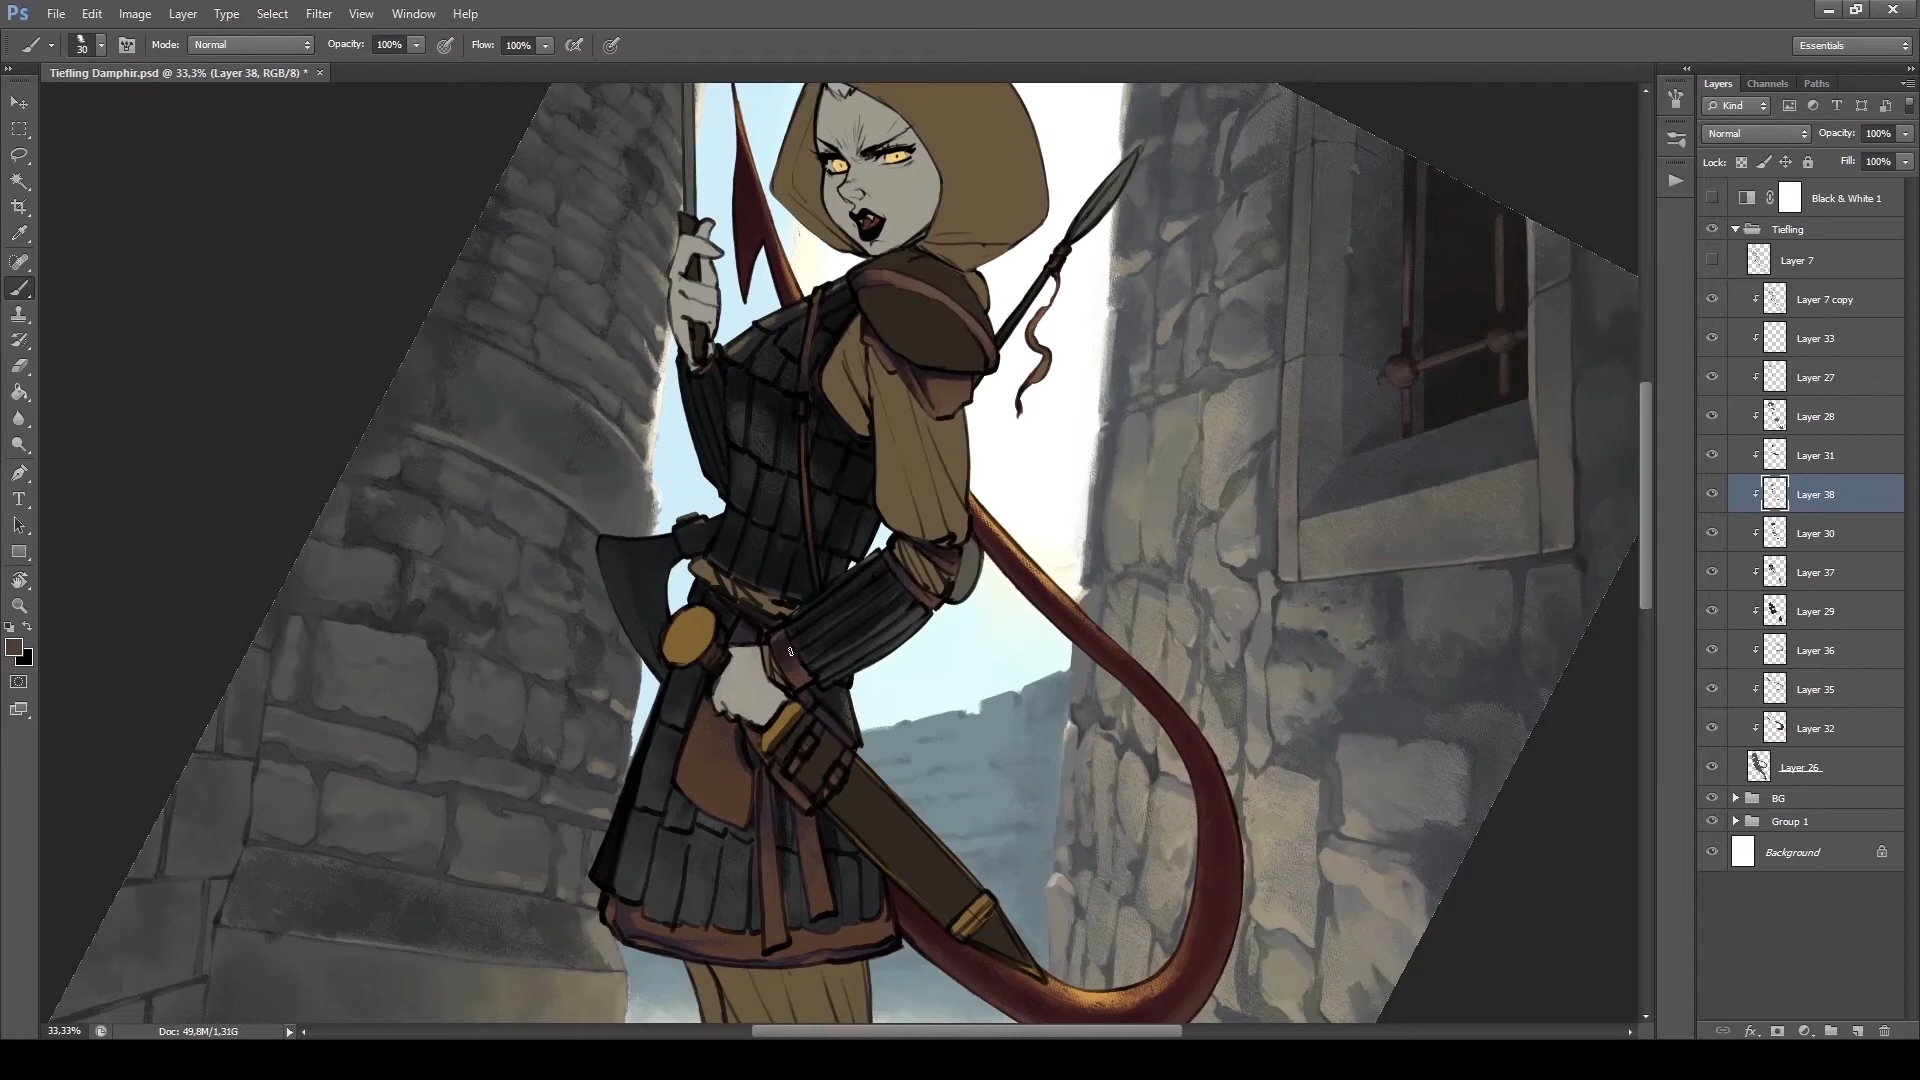 Ps File Edit Image Layer Type Select Filter View Window Help
30 Mode: Normal Opacity: 100% Flow: 100% Essentials
Tiefling Damphir.psd @ 33,3% (Layer 38, RGB/8) * ×
Layers Channels Paths
Kind
Normal Opacity: 100%
Lock: Fill: 100%
Black & White 1
Tiefling
Layer 7
Layer 7 copy
Layer 33
Layer 27
Layer 28
Layer 31
Layer 38
Layer 30
Layer 37
Layer 29
Layer 36
Layer 35
Layer 32
Layer 26
BG
Group 1
Background
33,33% Doc: 49,8M/1,31G